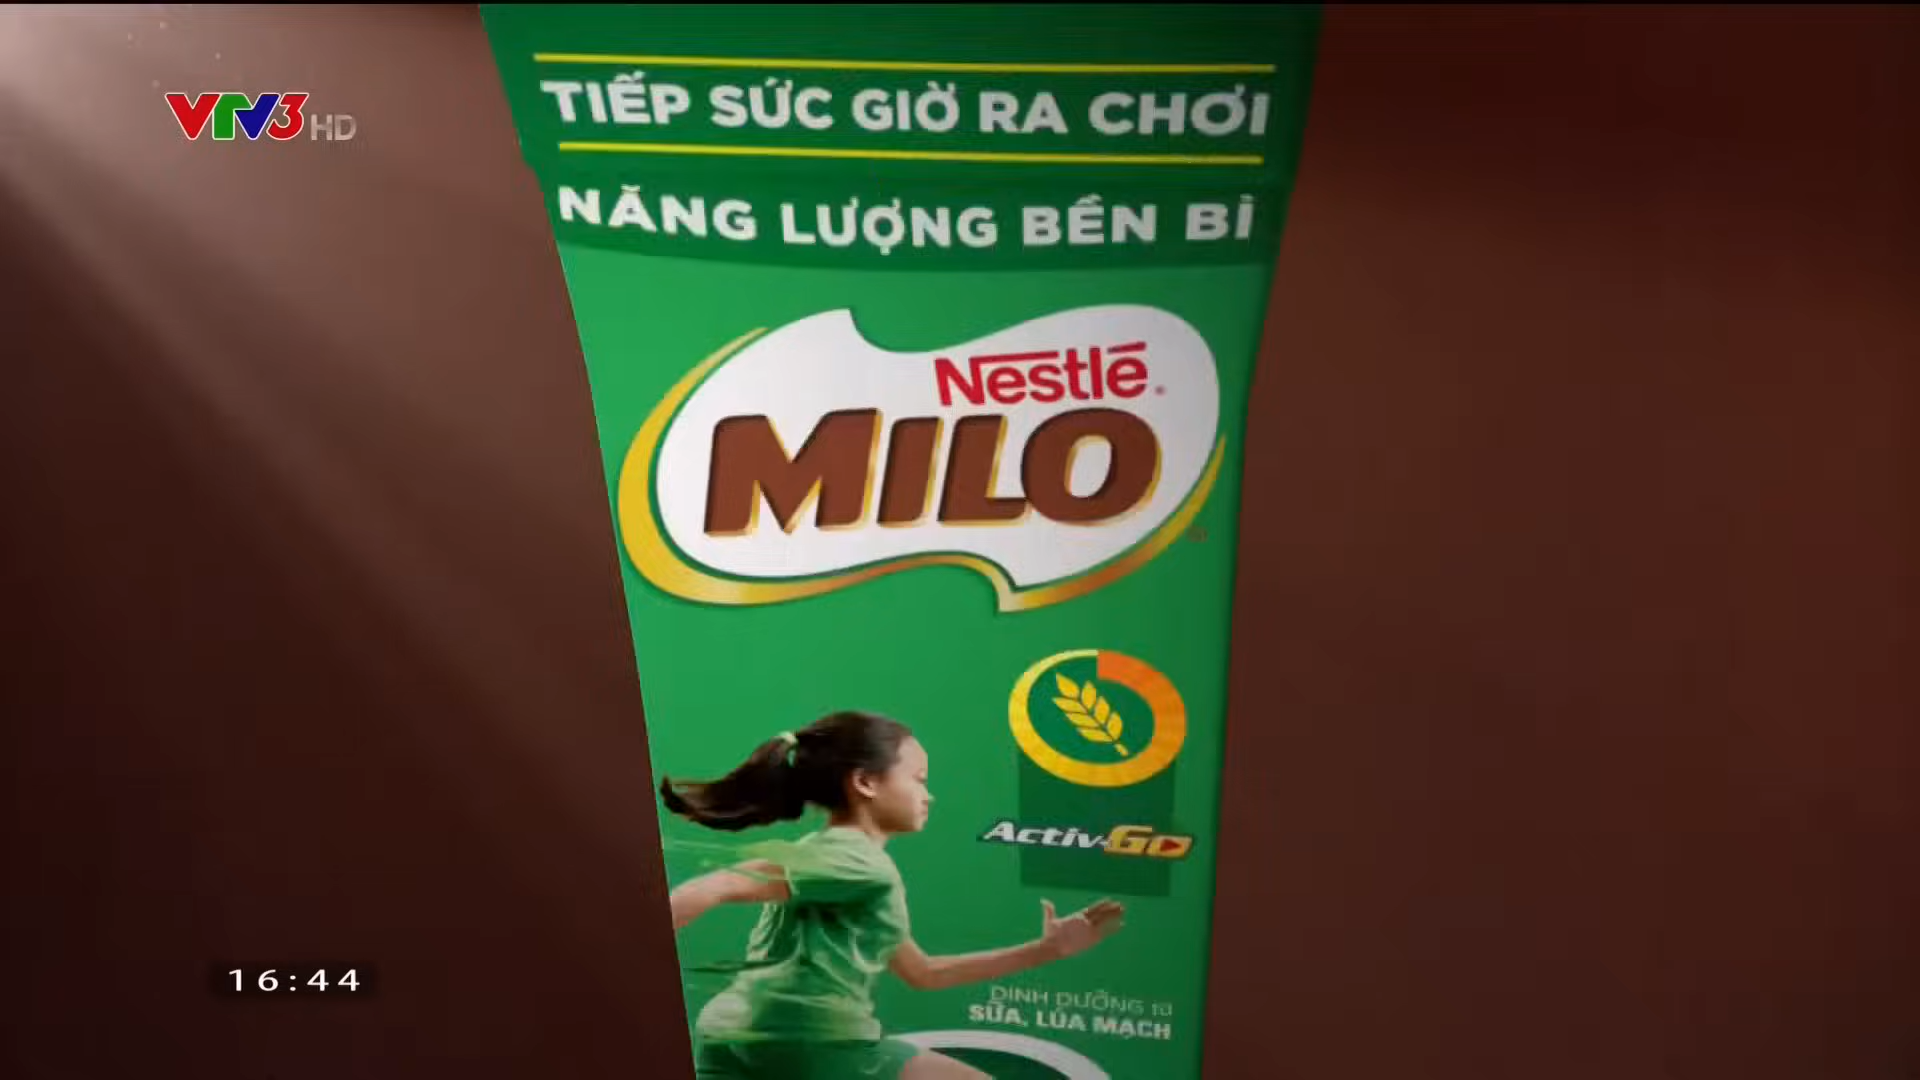 VTV3 HD
TIẾP SỨC GIỜ RA CHƠI
NĂNG LƯỢNG BỀN BỈ
Nestlé
MILO
Activ-Go
DINH DƯỠNG từ
SỮA, LÚA MẠCH
16:44